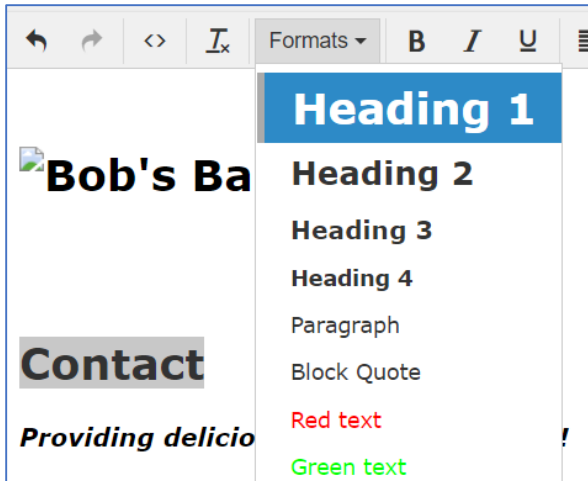 Formats B I U
Heading 1
Heading 2
Bob's Ba
Heading 3
Heading 4
Paragraph
Contact
Block Quote
Red text
Providing delicio !
Green text